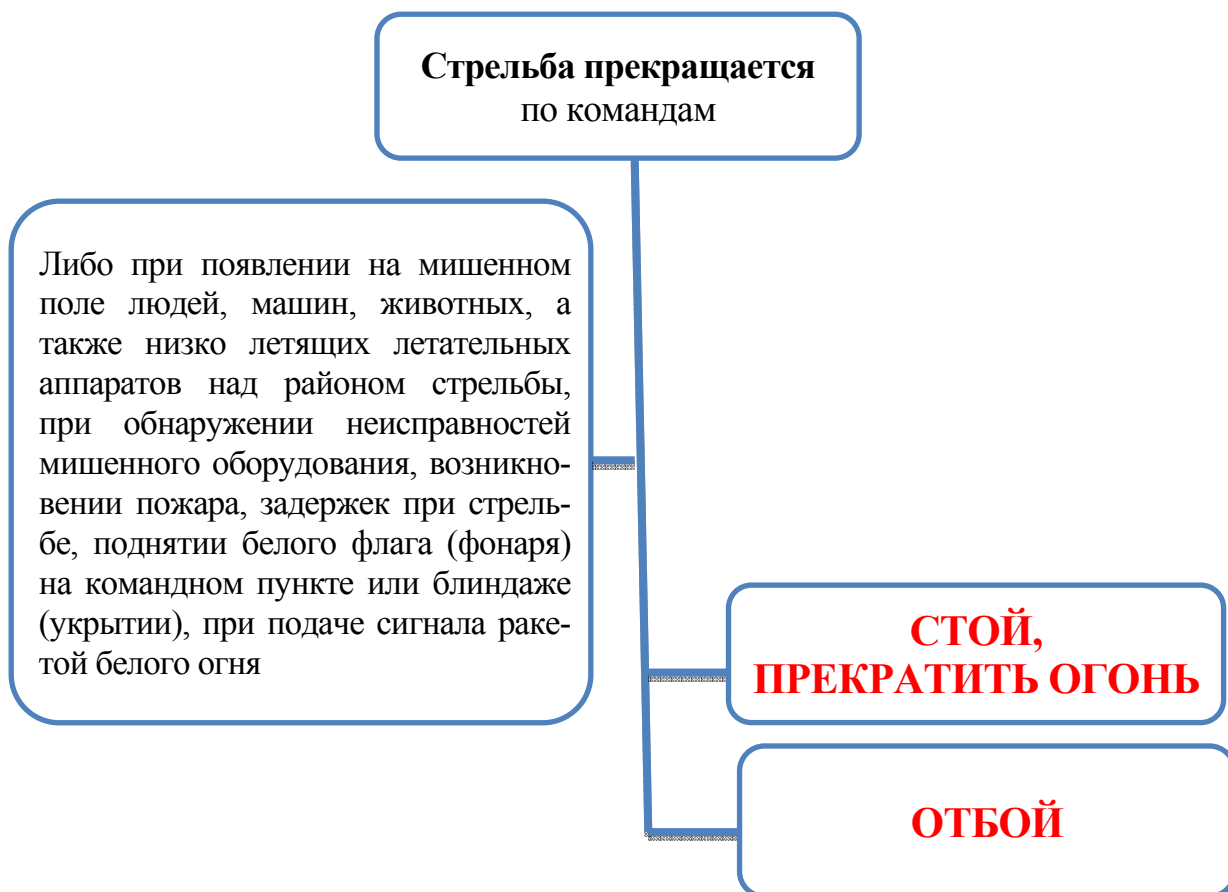 Стрельба прекращается
по командам
Либо при появлении на мишенном
поле людей, машин, животных, а
также низко летящих летательных
аппаратов над районом стрельбы,
при обнаружении неисправностей
мишенного оборудования, возникно-
вении пожара, задержек при стрель-
бе, поднятии белого флага (фонаря)
на командном пункте или блиндаже
(укрытии), при подаче сигнала раке-
той белого огня
СТОЙ,
ПРЕКРАТИТЬ ОГОНЬ
ОТБОЙ